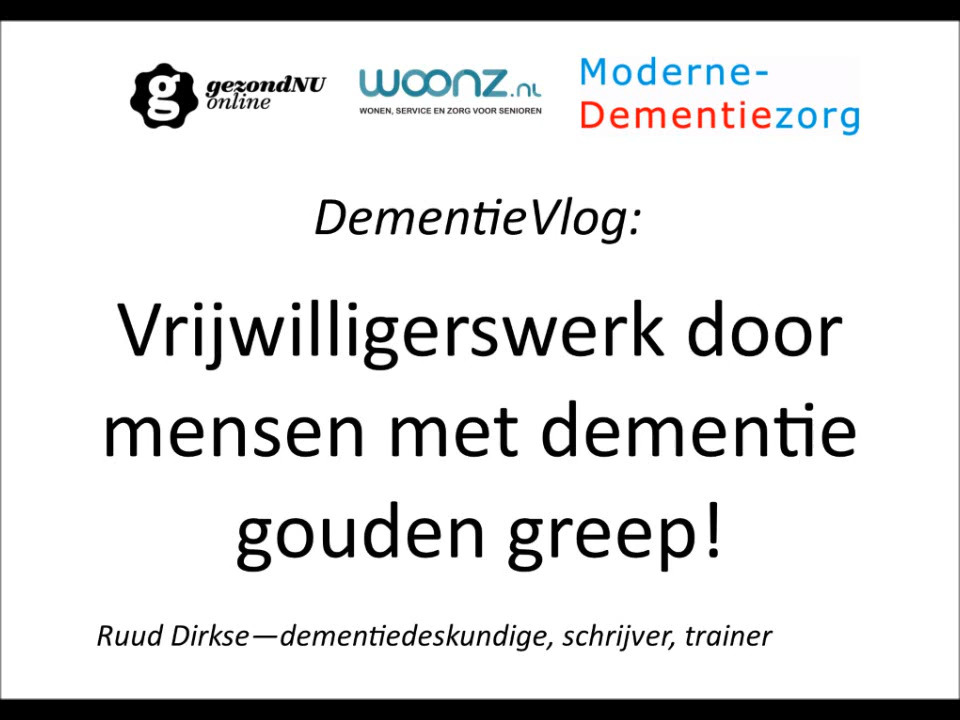 g gezondNU
online
woonz.nl
WONEN, SERVICE EN ZORG VOOR SENIOREN
Moderne-
Dementiezorg
DementieVlog:
Vrijwilligerswerk door
mensen met dementie
gouden greep!
Ruud Dirkse—dementiedeskundige, schrijver, trainer